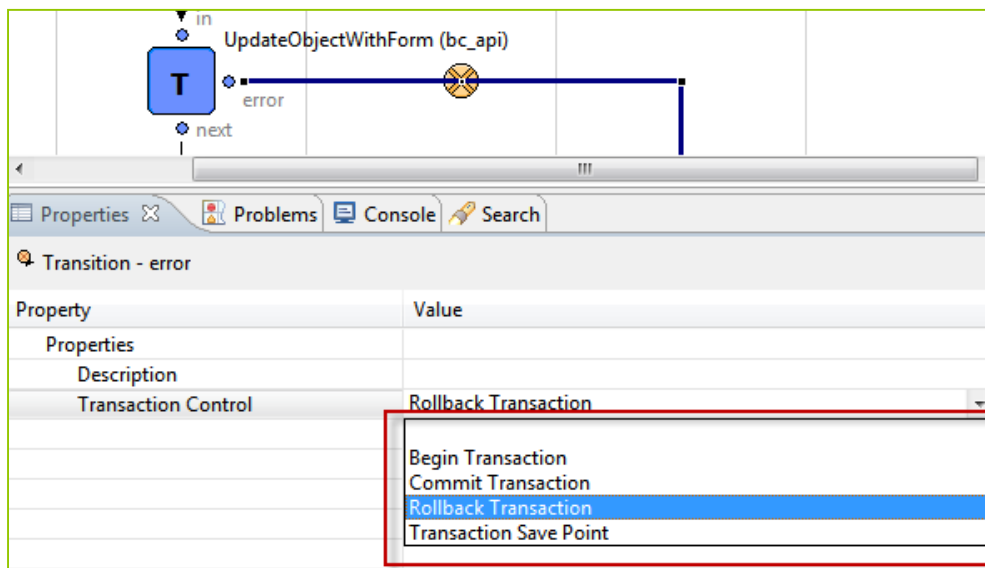 in
UpdateObjectWithForm (bc_api)
T
error
next
Properties Problems Console Search
Transition - error
Property Value
Properties
Description
Transaction Control Rollback Transaction
Begin Transaction
Commit Transaction
Rollback Transaction
Transaction Save Point